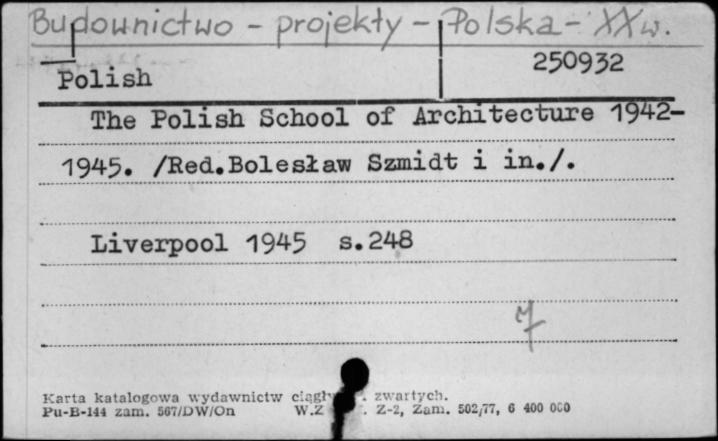 Budownictwo - projekty - Polska - XX w.
250932
Polish
The Polish School of Architecture 1942-
1945. /Red.Bolesław Szmidt i in./.
Liverpool 1945 s.248
Karta katalogowa wydawnictw zwartych.
Pu-B-144 zam. 567/DW/On W.Z Z-2, Zam. 502/77, 6 400 000